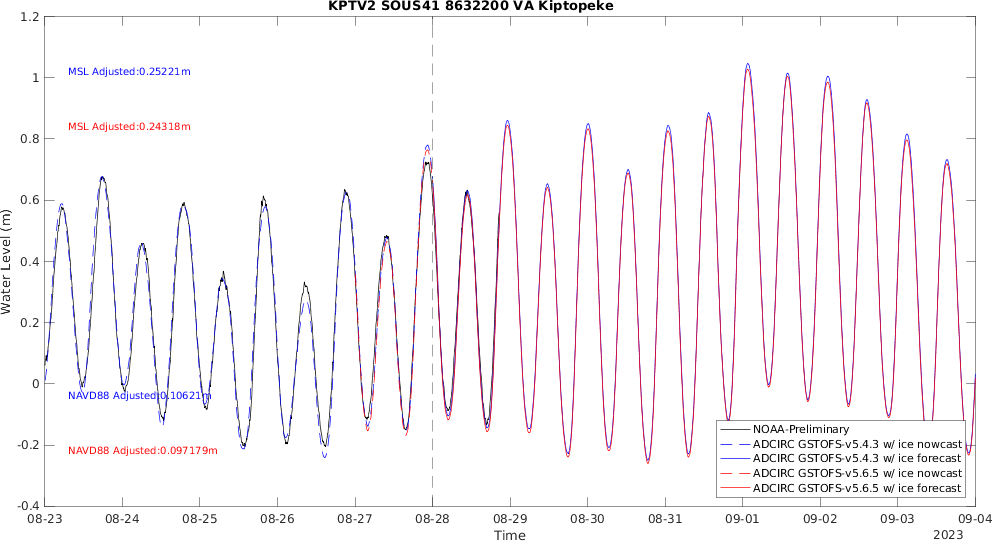 KPTV2 SOUS41 8632200 VA Kiptopeke
1.2
1
0.8
0.6
0.4
0.2
0
-0.2
-0.4
Water Level (m)
MSL Adjusted:0.25221m
MSL Adjusted:0.24318m
NAVD88 Adjusted:0.10621m
NAVD88 Adjusted:0.097179m
NOAA-Preliminary
ADCIRC GSTOFS-v5.4.3 w/ ice nowcast
ADCIRC GSTOFS-v5.4.3 w/ ice forecast
ADCIRC GSTOFS-v5.6.5 w/ ice nowcast
ADCIRC GSTOFS-v5.6.5 w/ ice forecast
08-23 08-24 08-25 08-26 08-27 08-28 08-29 08-30 08-31 09-01 09-02 09-03 09-04
Time
2023